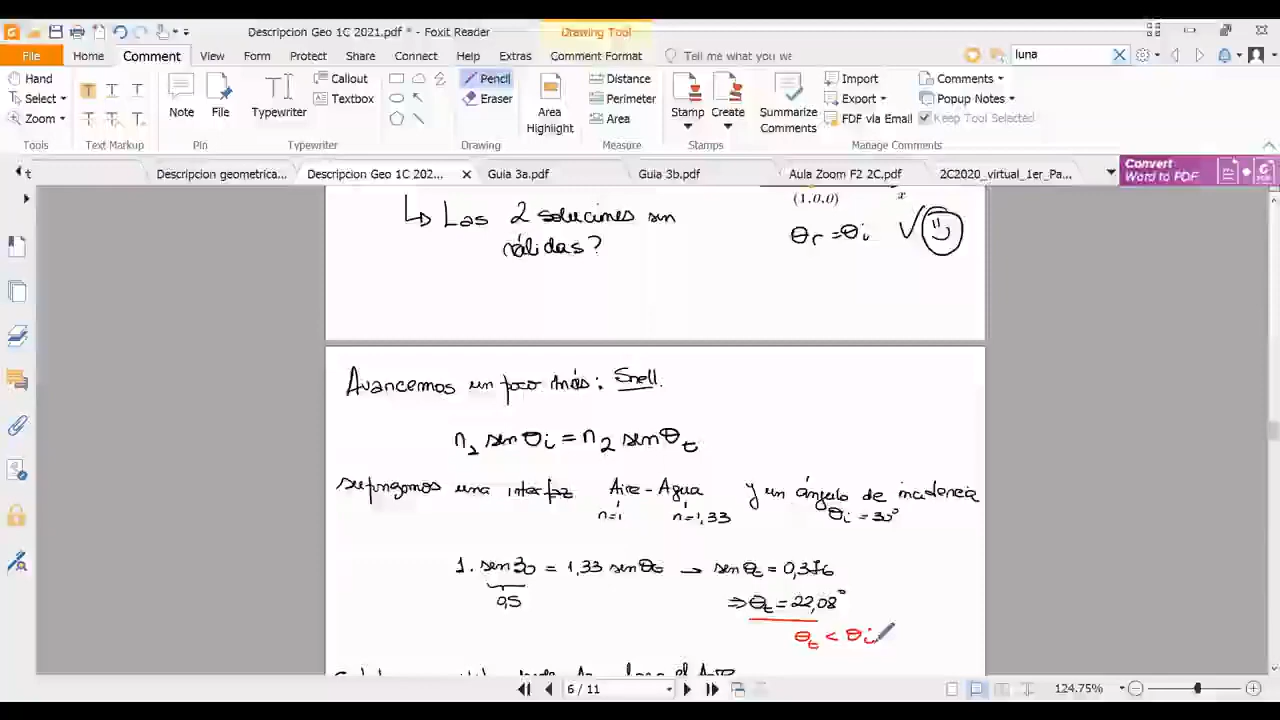 Descripcion Geo 1C 2021.pdf * - Foxit Reader
Drawing Tool
File Home Comment View Form Protect Share Connect Help Extras Comment Format Tell me what you wa luna
Hand
Select
Zoom
Tools
Text Markup
Note
File
Pin
Typewriter
Callout
Textbox
Typewriter
Pencil
Eraser
Drawing
Area Highlight
Distance
Perimeter
Area
Measure
Stamp
Create
Stamps
Summarize Comments
Import
Export
FDF via Email
Comments
Popup Notes
Keep Tool Selected
Manage Comments
t Descripcion geometrica... Descripcion Geo 1C 202... Guia 3a.pdf Guia 3b.pdf Aula Zoom F2 2C.pdf 2C2020_virtual_1er_Pa...
Convert
Word to PDF
(1,0,0) x
↳ Las 2 soluciones son
válidas?
θr = θi √
Avancemos un poco más: Snell.
n1 sen θi = n2 sen θt
supongamos una interfaz Aire - Agua y un ángulo de incidencia
n=1 n=1,33 θi = 30°
1. sen 30 = 1,33 sen θt → sen θt = 0,376
0,5 ⇒ θt = 22,08°
θt < θi
6 / 11
124.75%